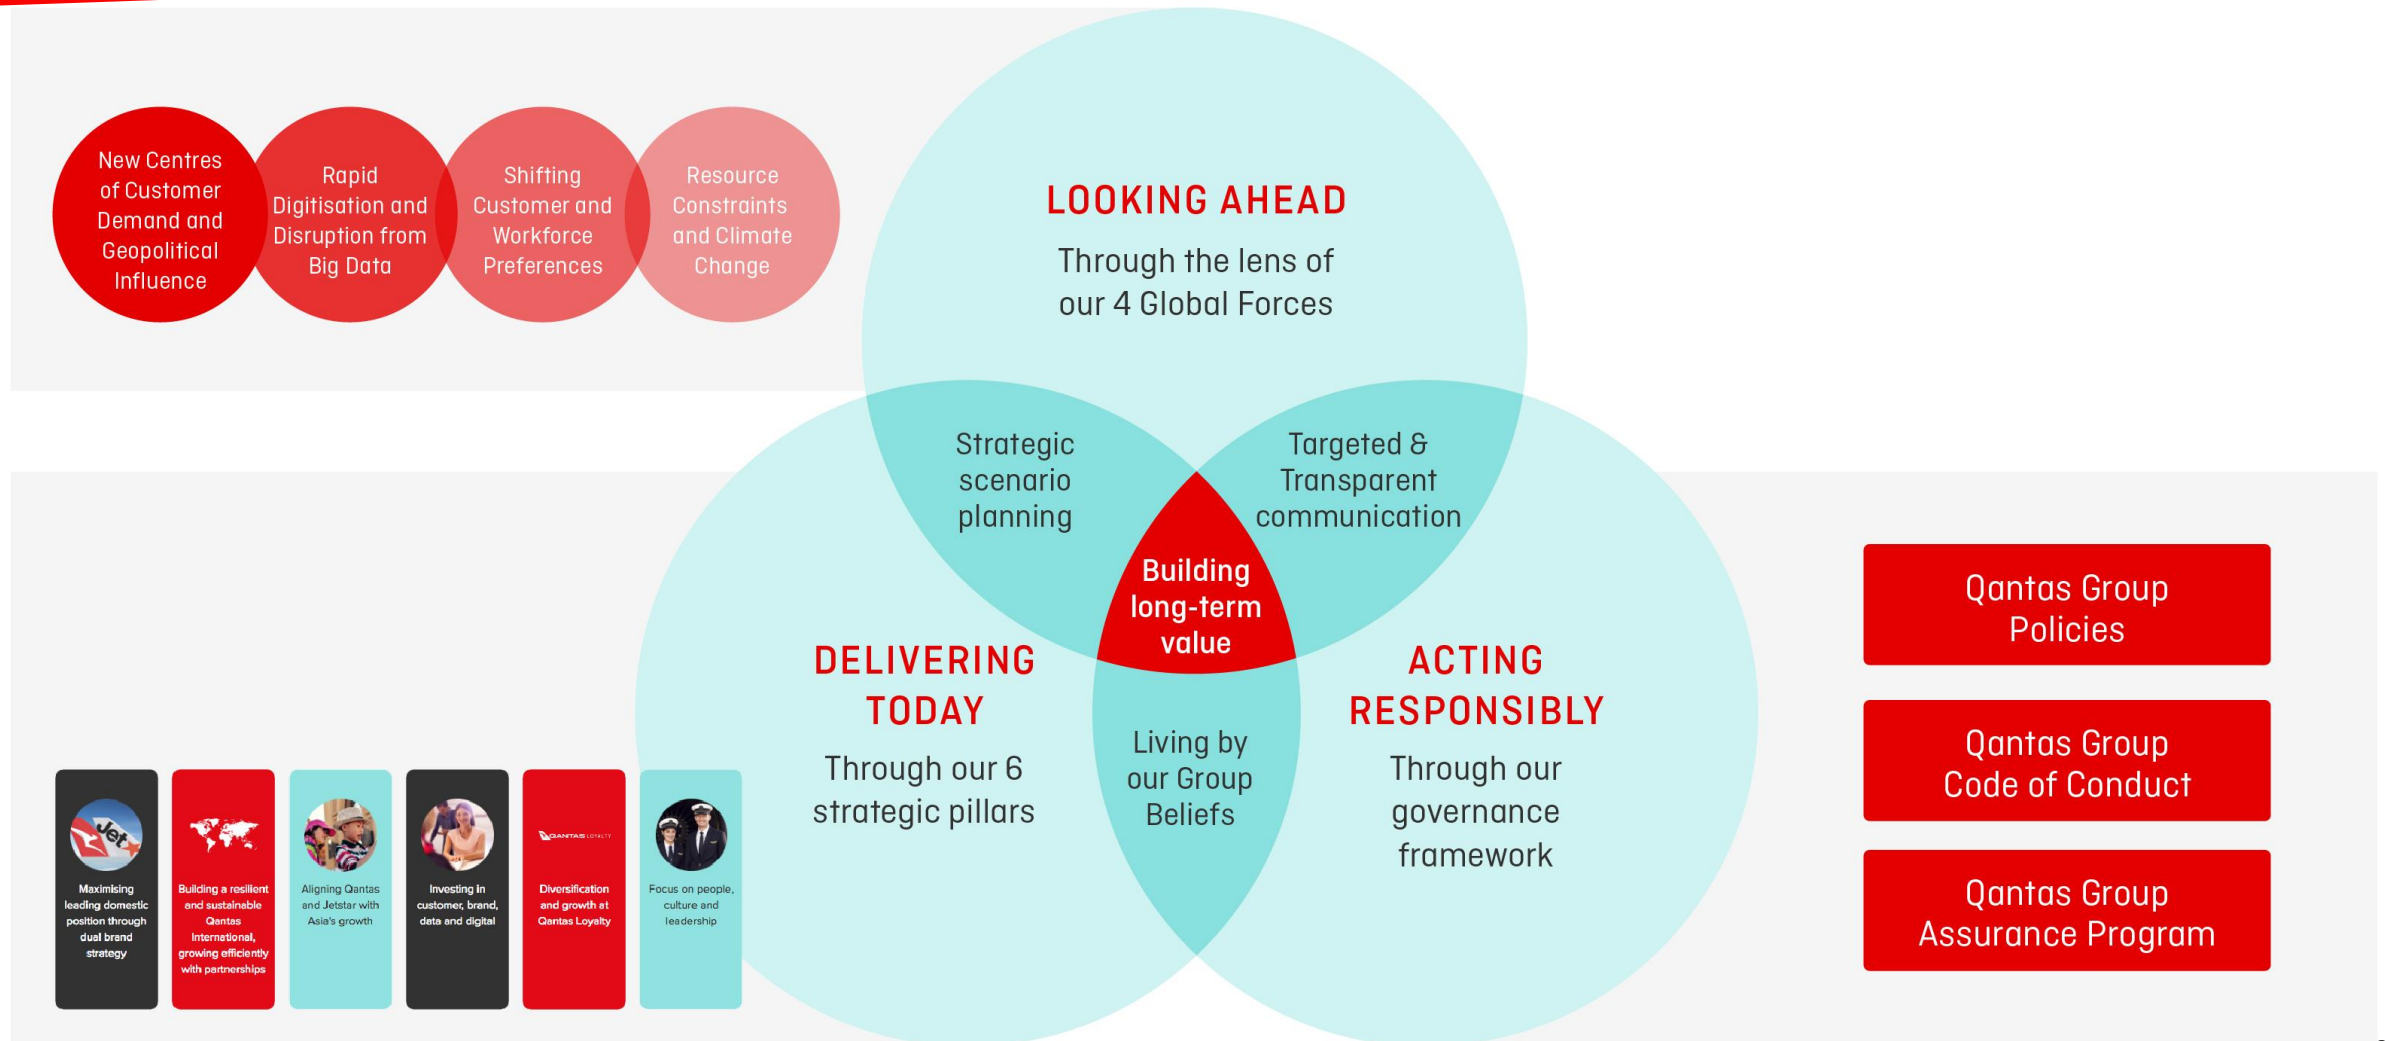 New Centres
of Customer
Demand and
Geopolitical
Influence
Rapid
Digitisation and
Disruption from
Big Data
Shifting
Customer and
Workforce
Preferences
Resource
Constraints
and Climate
Change
LOOKING AHEAD
Through the lens of
our 4 Global Forces
Strategic
scenario
planning
Targeted &
Transparent
communication
Building
long-term
value
DELIVERING
TODAY
Through our 6
strategic pillars
Living by
our Group
Beliefs
ACTING
RESPONSIBLY
Through our
governance
framework
Qantas Group
Policies
Qantas Group
Code of Conduct
Qantas Group
Assurance Program
Jet
Maximising
leading domestic
position through
dual brand
strategy
Building a resilient
and sustainable
Qantas
International,
growing efficiently
with partnerships
Aligning Qantas
and Jetstar with
Asia's growth
Investing in
customer, brand,
data and digital
QANTAS LOYALTY
Diversification
and growth at
Qantas Loyalty
Focus on people,
culture and
leadership